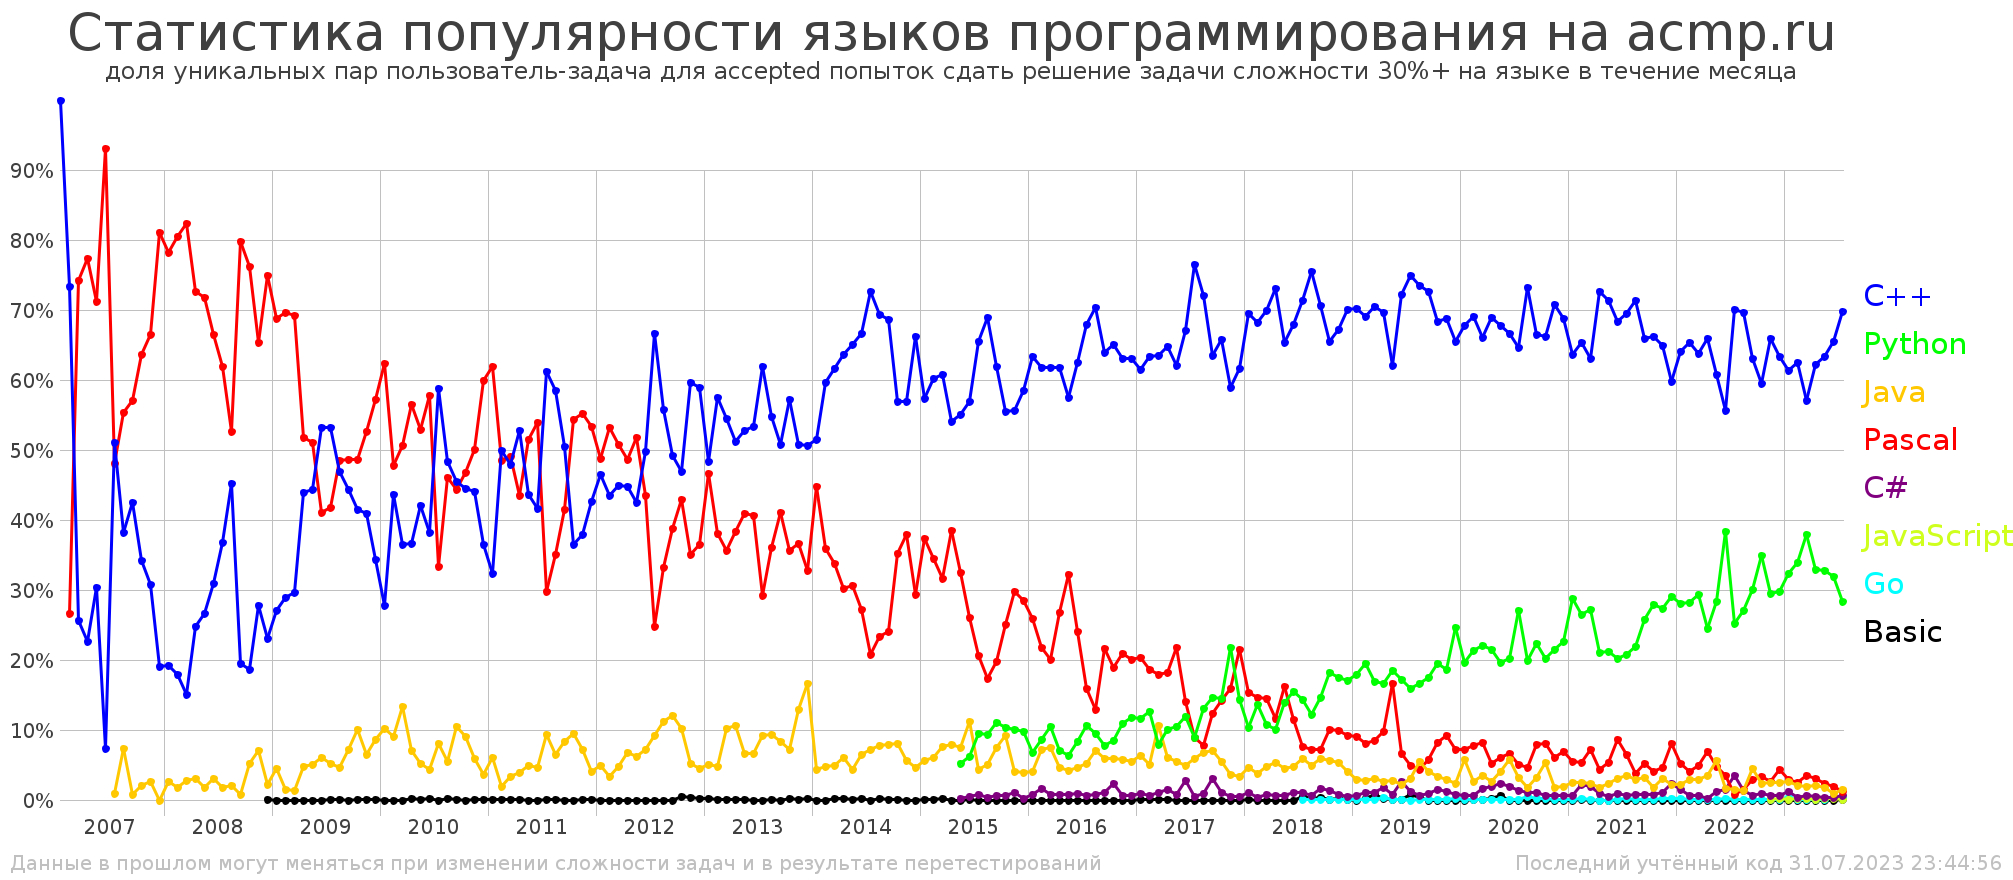 Статистика популярности языков программирования на acmp.ru
доля уникальных пар пользователь-задача для accepted попыток сдать решение задачи сложности 30%+ на языке в течение месяца
90%
80%
70%
60%
50%
40%
30%
20%
10%
0%
2007 2008 2009 2010 2011 2012 2013 2014 2015 2016 2017 2018 2019 2020 2021 2022
C++
Python
Java
Pascal
C#
JavaScript
Go
Basic
Данные в прошлом могут меняться при изменении сложности задач и в результате перетестирований
Последний учтённый код 31.07.2023 23:44:56